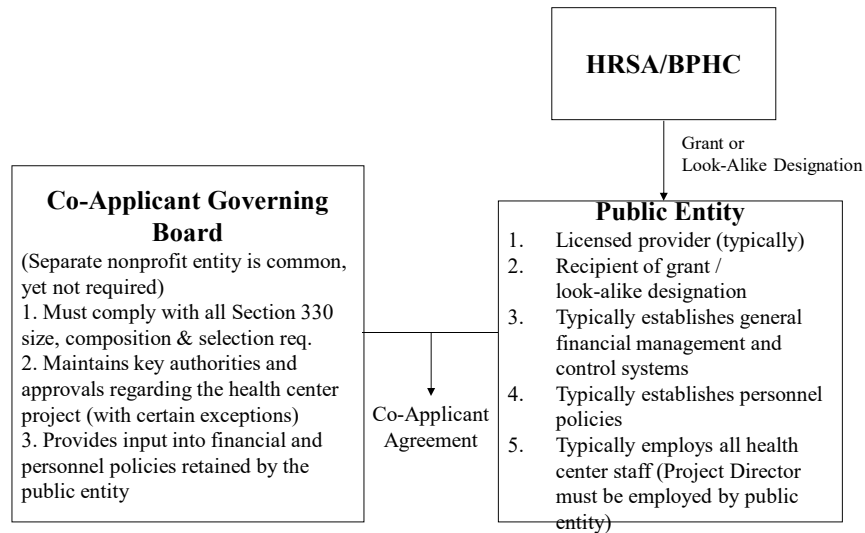 HRSA/BPHC
Grant or
Look-Alike Designation
Co-Applicant Governing
Board
(Separate nonprofit entity is common,
yet not required)
1. Must comply with all Section 330
size, composition & selection req.
2. Maintains key authorities and
approvals regarding the health center
project (with certain exceptions)
3. Provides input into financial and
personnel policies retained by the
public entity
Co-Applicant
Agreement
Public Entity
1. Licensed provider (typically)
2. Recipient of grant /
look-alike designation
3. Typically establishes general
financial management and
control systems
4. Typically establishes personnel
policies
5. Typically employs all health
center staff (Project Director
must be employed by public
entity)